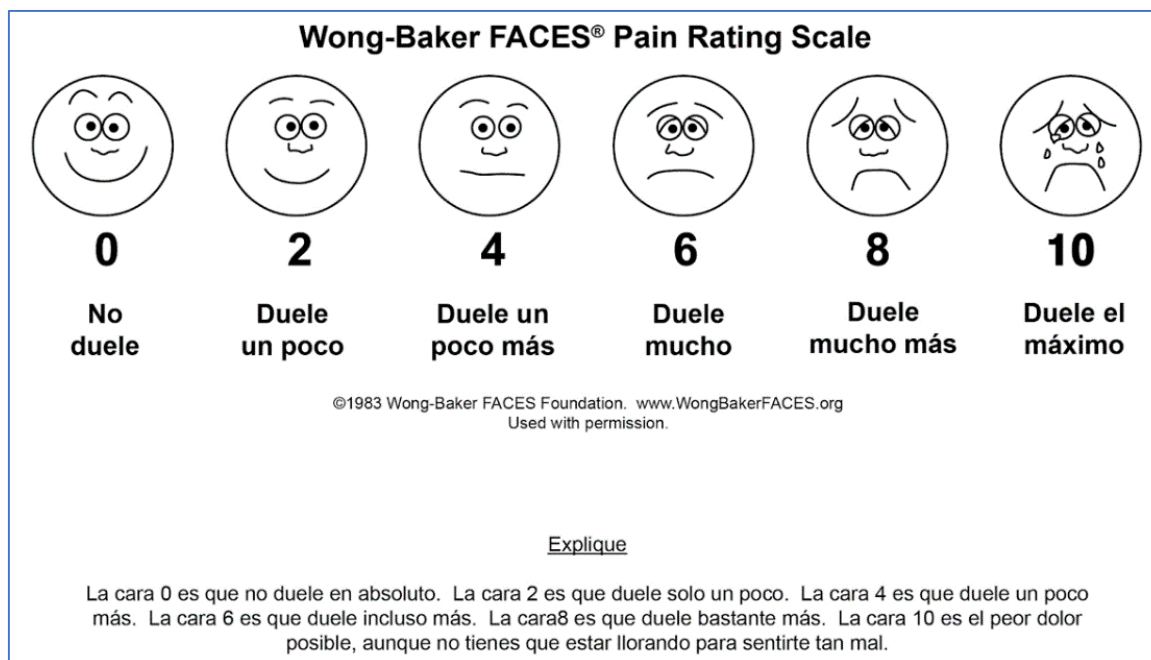 Wong-Baker FACES® Pain Rating Scale
0 2 4 6 8 10
No Duele Duele un Duele Duele Duele el
duele un poco poco más mucho mucho más máximo
©1983 Wong-Baker FACES Foundation. www.WongBakerFACES.org
Used with permission.
Explique
La cara 0 es que no duele en absoluto. La cara 2 es que duele solo un poco. La cara 4 es que duele un poco
más. La cara 6 es que duele incluso más. La cara8 es que duele bastante más. La cara 10 es el peor dolor
posible, aunque no tienes que estar llorando para sentirte tan mal.